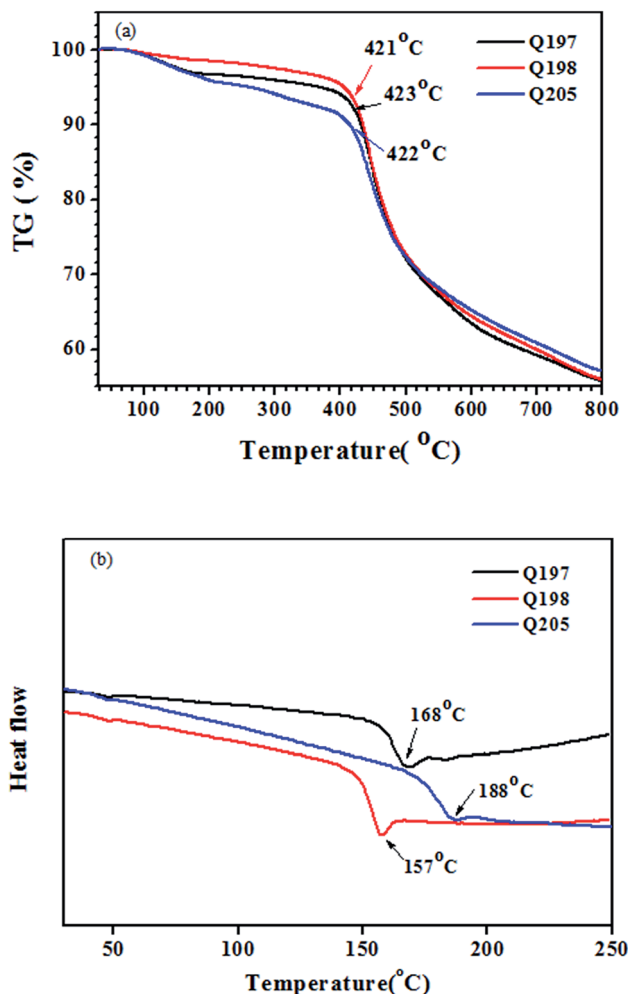 (a)
Q197
Q198
Q205
421°C
423°C
422°C
100
90
80
70
60
TG ( %)
100 200 300 400 500 600 700 800
Temperature( °C)
(b)
Q197
Q198
Q205
168°C
188°C
157°C
Heat flow
50 100 150 200 250
Temperature(°C)